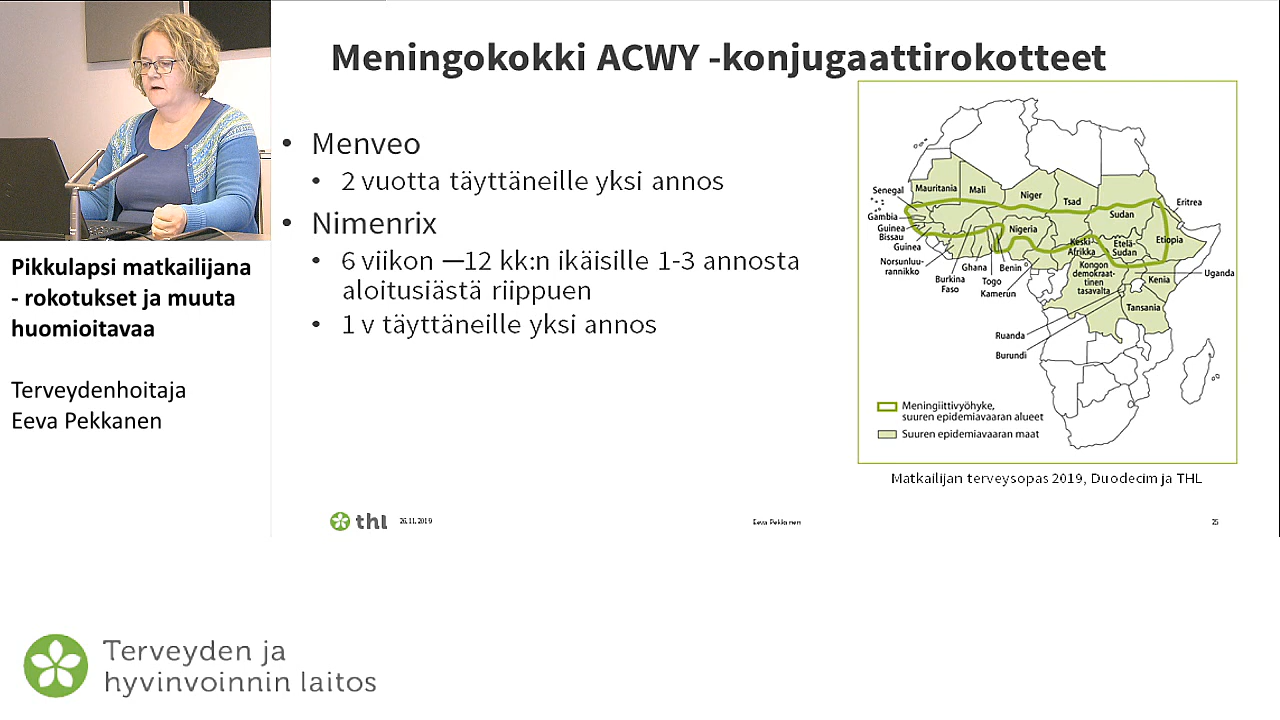 Meningokokki ACWY -konjugaattirokotteet
• Menveo
• 2 vuotta täyttäneille yksi annos
• Nimenrix
• 6 viikon —12 kk:n ikäisille 1-3 annosta
aloitusiästä riippuen
• 1 v täyttäneille yksi annos
Senegal
Mauritania
Mali
Niger
Tsad
Sudan
Eritrea
Gambia
Guinea
Bissau
Guinea
Nigeria
Keski-
Afrikka
Etelä-
Sudan
Etiopia
Norsunluu-
rannikko
Ghana
Benin
Burkina
Faso
Togo
Kamerun
Kongon
demokraat-
tinen
tasavalta
Kenia
Uganda
Tansania
Ruanda
Burundi
Meningiittivyöhyke,
suuren epidemiavaaran alueet
Suuren epidemiavaaran maat
Matkailijan terveysopas 2019, Duodecim ja THL
thl
26.11.2019
Eeva Pekkanen
25
Pikkulapsi matkailijana
- rokotukset ja muuta
huomioitavaa
Terveydenhoitaja
Eeva Pekkanen
Terveyden ja
hyvinvoinnin laitos